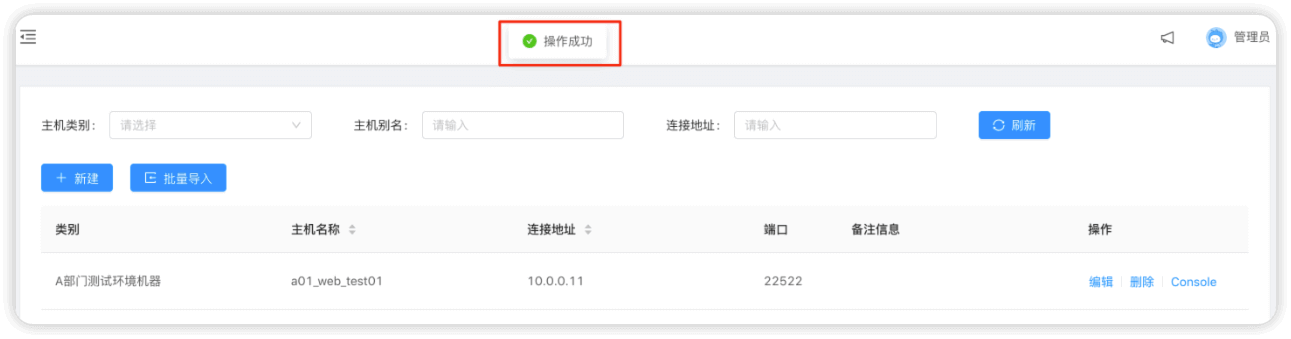 操作成功
管理员
主机类别： 请选择 主机别名： 请输入 连接地址： 请输入 刷新
新建 批量导入
类别 主机名称 连接地址 端口 备注信息 操作
A部门测试环境机器 a01_web_test01 10.0.0.11 22522 编辑 删除 Console